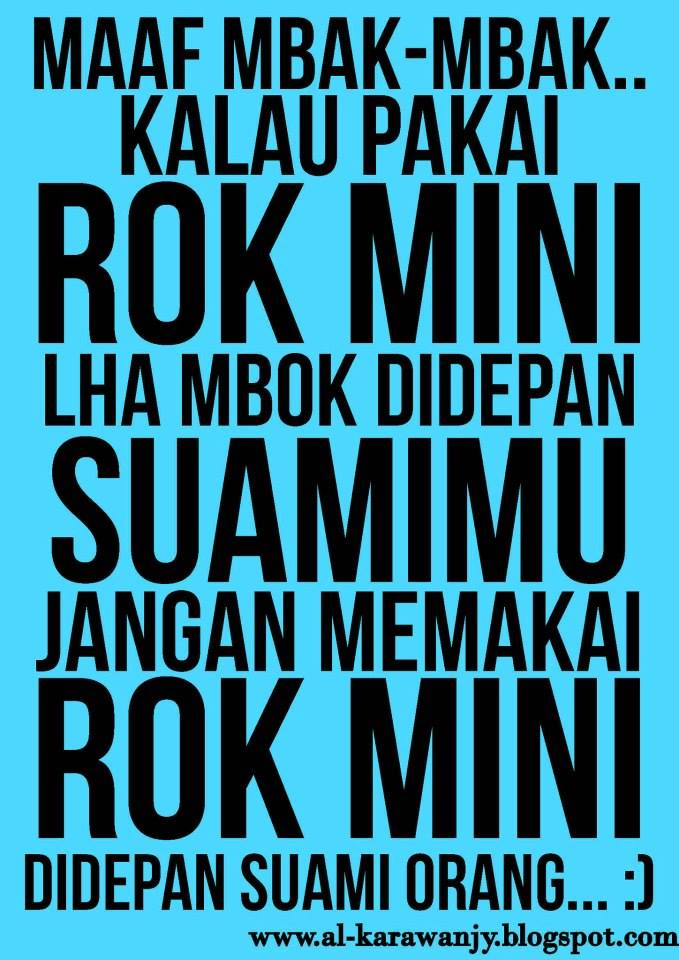 MAAF MBAK-MBAK..
KALAU PAKAI
ROK MINI
LHA MBOK DIDEPAN
SUAMIMU
JANGAN MEMAKAI
ROK MINI
DIDEPAN SUAMI ORANG... :)
www.al-karawanjy.blogspot.com